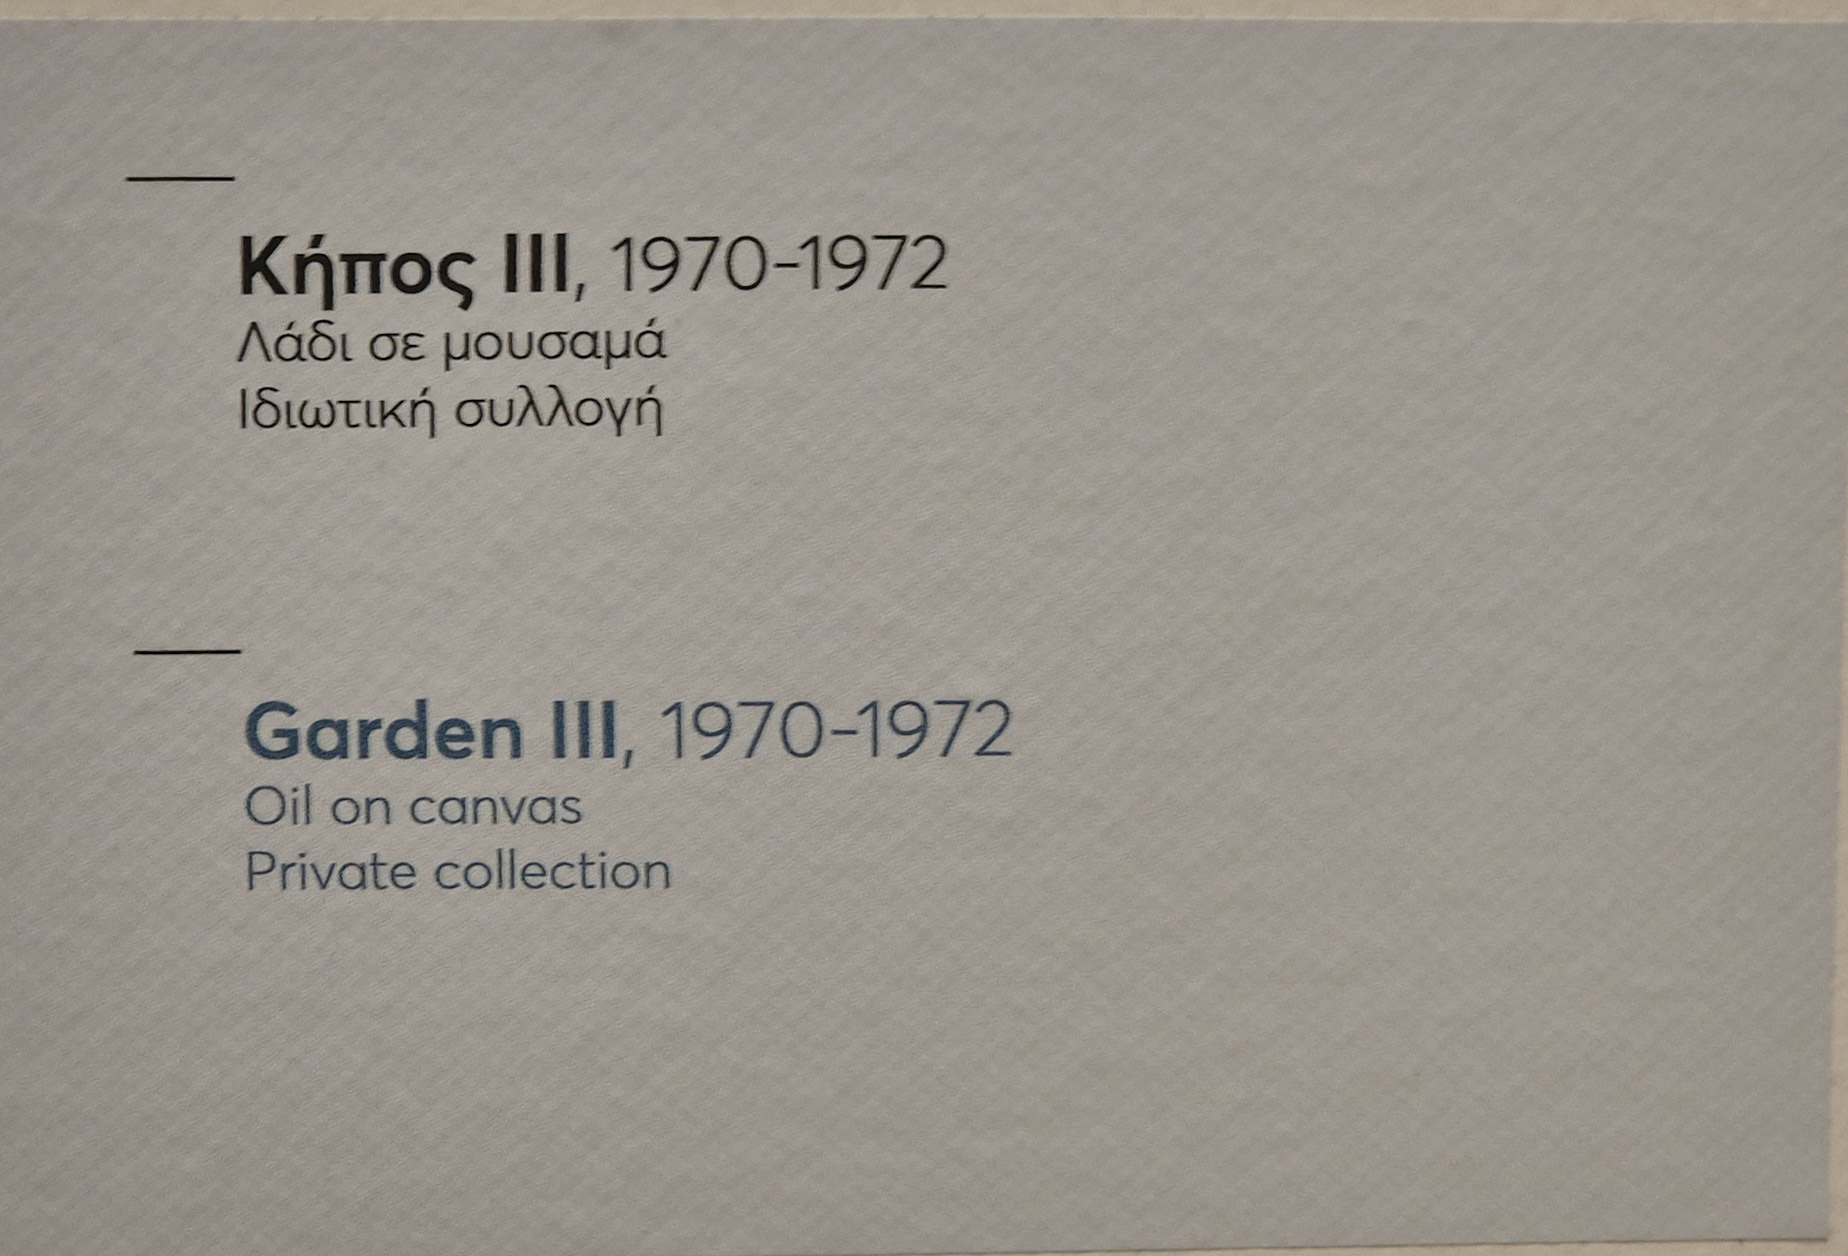 Κήπος III, 1970-1972
Λάδι σε μουσαμά
Ιδιωτική συλλογή
Garden III, 1970-1972
Oil on canvas
Private collection